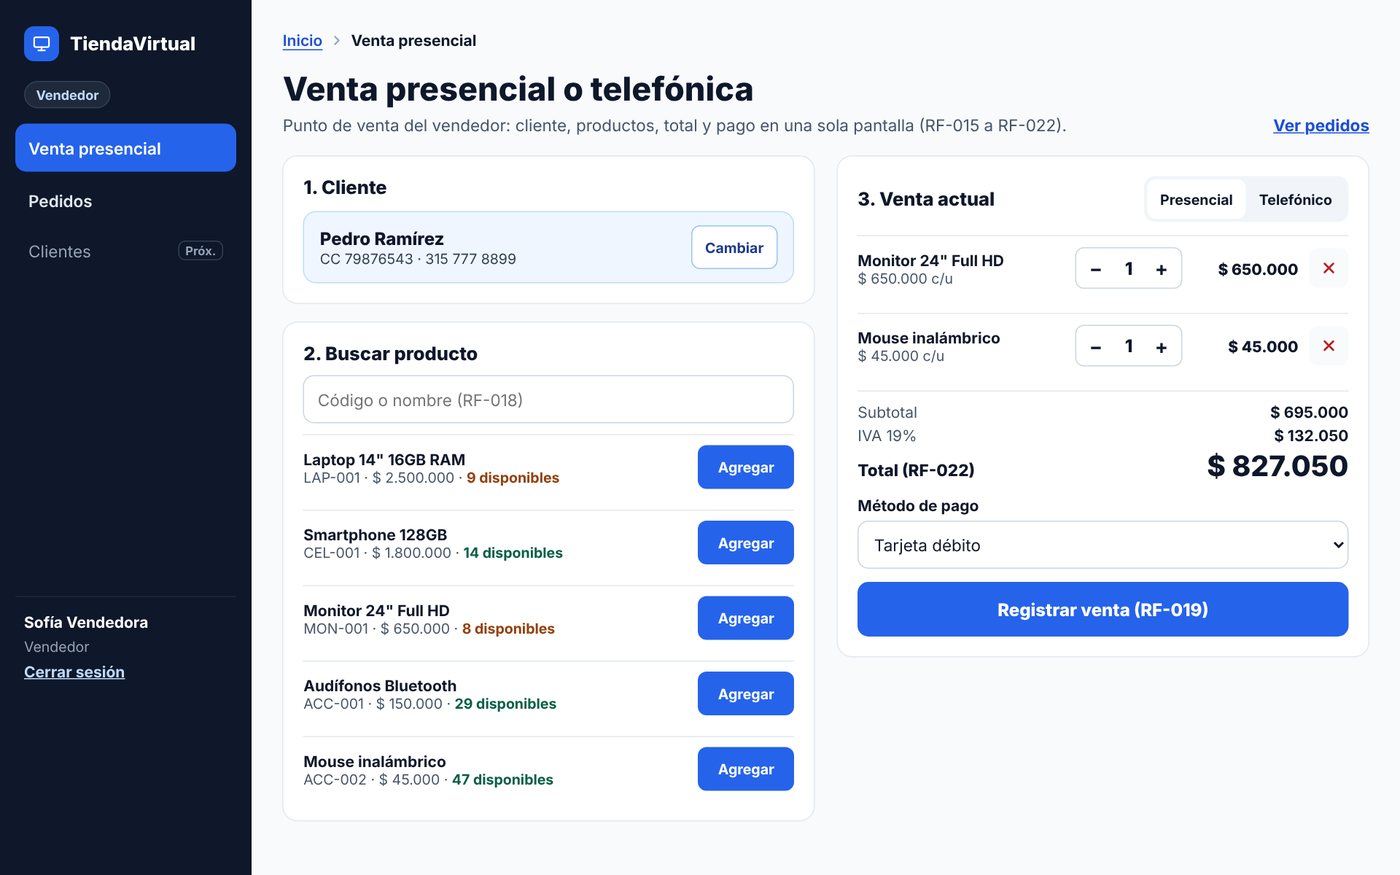 TiendaVirtual
Vendedor
Venta presencial
Pedidos
Clientes Próx.
Sofía Vendedora
Vendedor
Cerrar sesión
Inicio > Venta presencial
Venta presencial o telefónica
Punto de venta del vendedor: cliente, productos, total y pago en una sola pantalla (RF-015 a RF-022).
Ver pedidos
1. Cliente
Pedro Ramírez
CC 79876543 · 315 777 8899
Cambiar
2. Buscar producto
Código o nombre (RF-018)
Laptop 14" 16GB RAM
LAP-001 · $ 2.500.000 · 9 disponibles
Agregar
Smartphone 128GB
CEL-001 · $ 1.800.000 · 14 disponibles
Agregar
Monitor 24" Full HD
MON-001 · $ 650.000 · 8 disponibles
Agregar
Audífonos Bluetooth
ACC-001 · $ 150.000 · 29 disponibles
Agregar
Mouse inalámbrico
ACC-002 · $ 45.000 · 47 disponibles
Agregar
3. Venta actual
Presencial Telefónico
Monitor 24" Full HD
$ 650.000 c/u
− 1 +
$ 650.000 ✕
Mouse inalámbrico
$ 45.000 c/u
− 1 +
$ 45.000 ✕
Subtotal $ 695.000
IVA 19% $ 132.050
Total (RF-022) $ 827.050
Método de pago
Tarjeta débito
Registrar venta (RF-019)